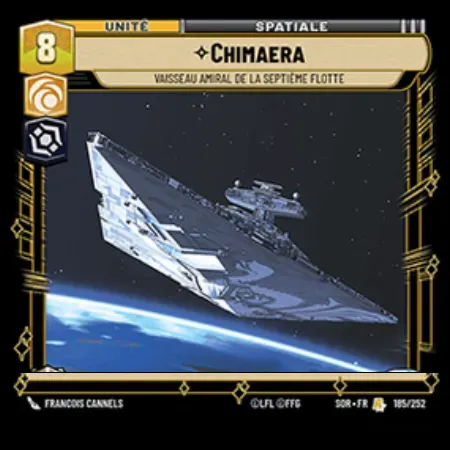 UNITÉ
SPATIALE
8
CHIMAERA
VAISSEAU AMIRAL DE LA SEPTIÈME FLOTTE
FRANCOIS CANNELS
©LFL ©FFG
SOR • FR
185/252